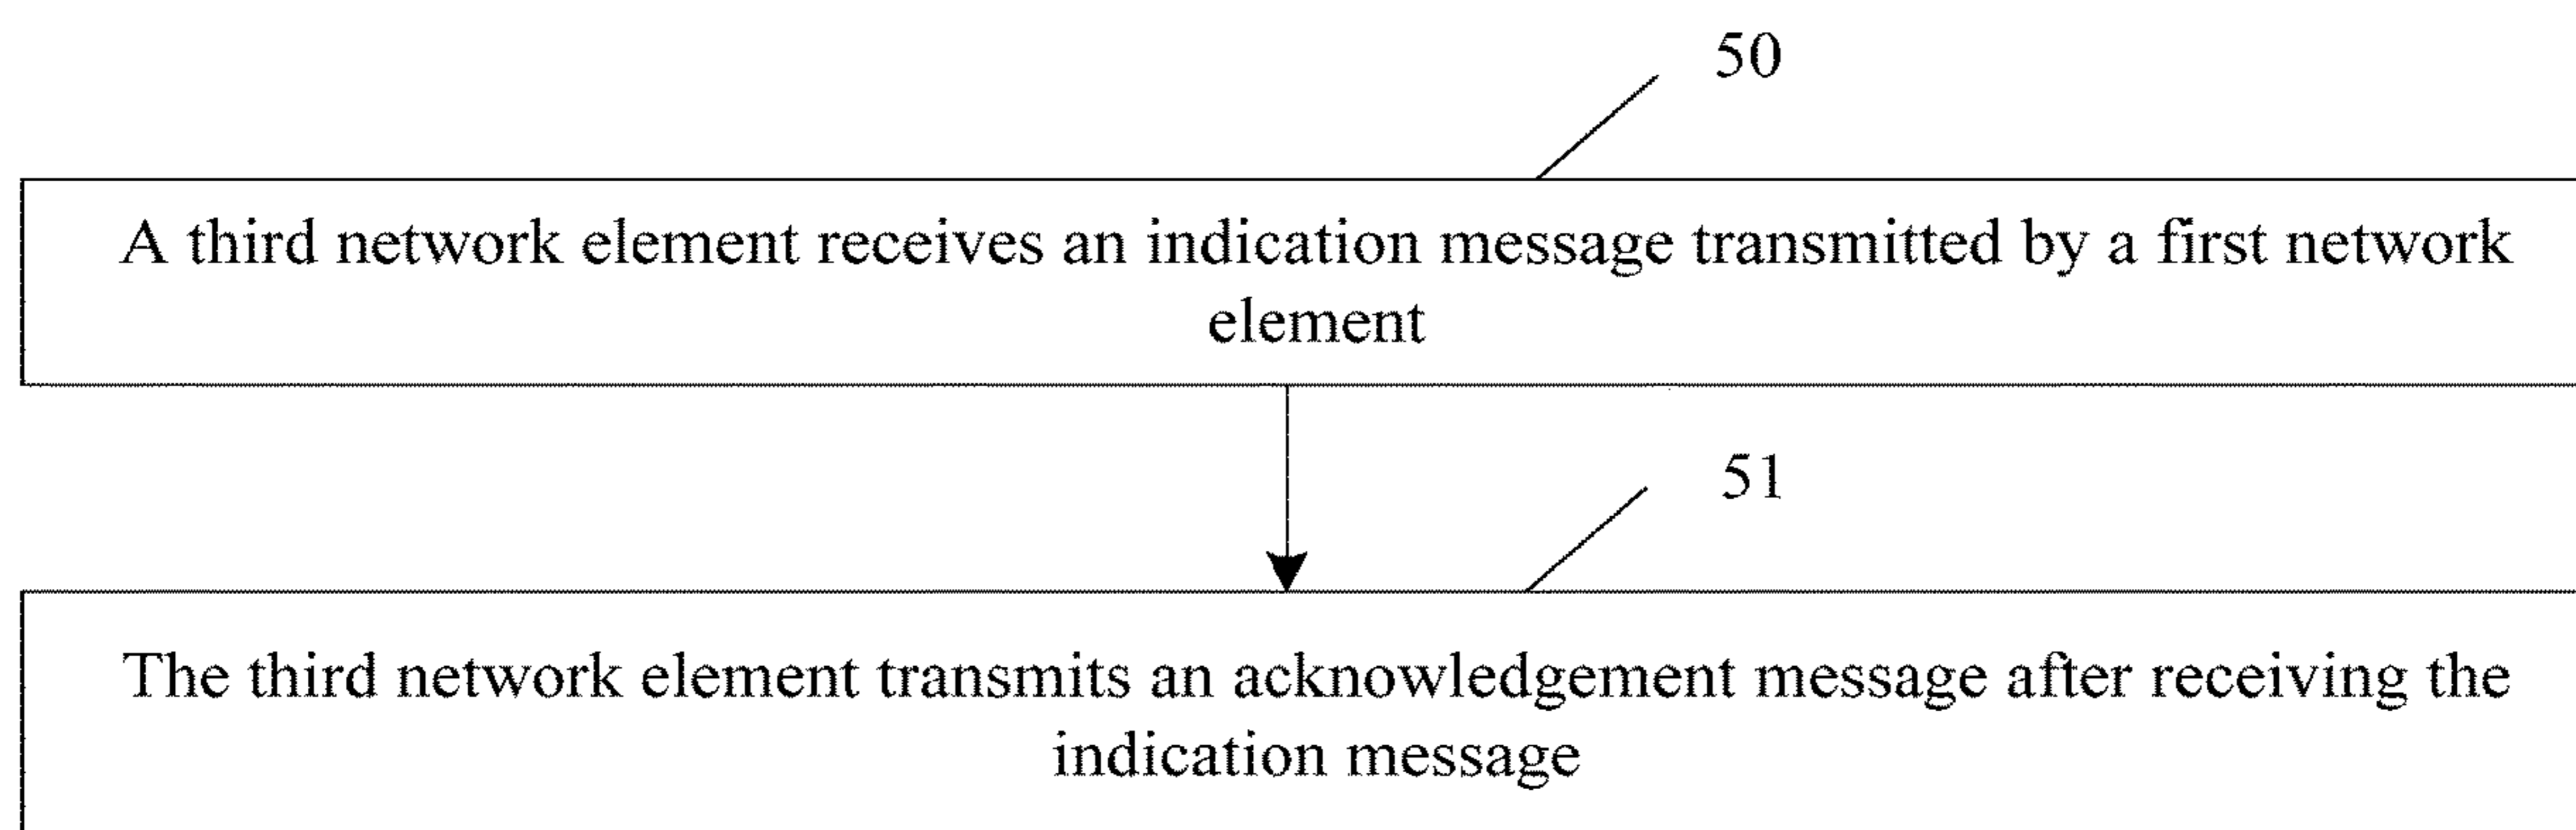 50
A third network element receives an indication message transmitted by a first network
element
51
The third network element transmits an acknowledgement message after receiving the
indication message